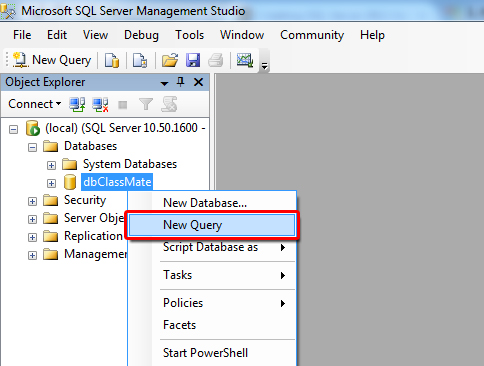 Microsoft SQL Server Management Studio
File Edit View Debug Tools Window Community Help
New Query
Object Explorer
Connect
(local) (SQL Server 10.50.1600 -
Databases
System Databases
dbClassMate
Security
Server Obje
Replication
Managemen
New Database...
New Query
Script Database as
Tasks
Policies
Facets
Start PowerShell